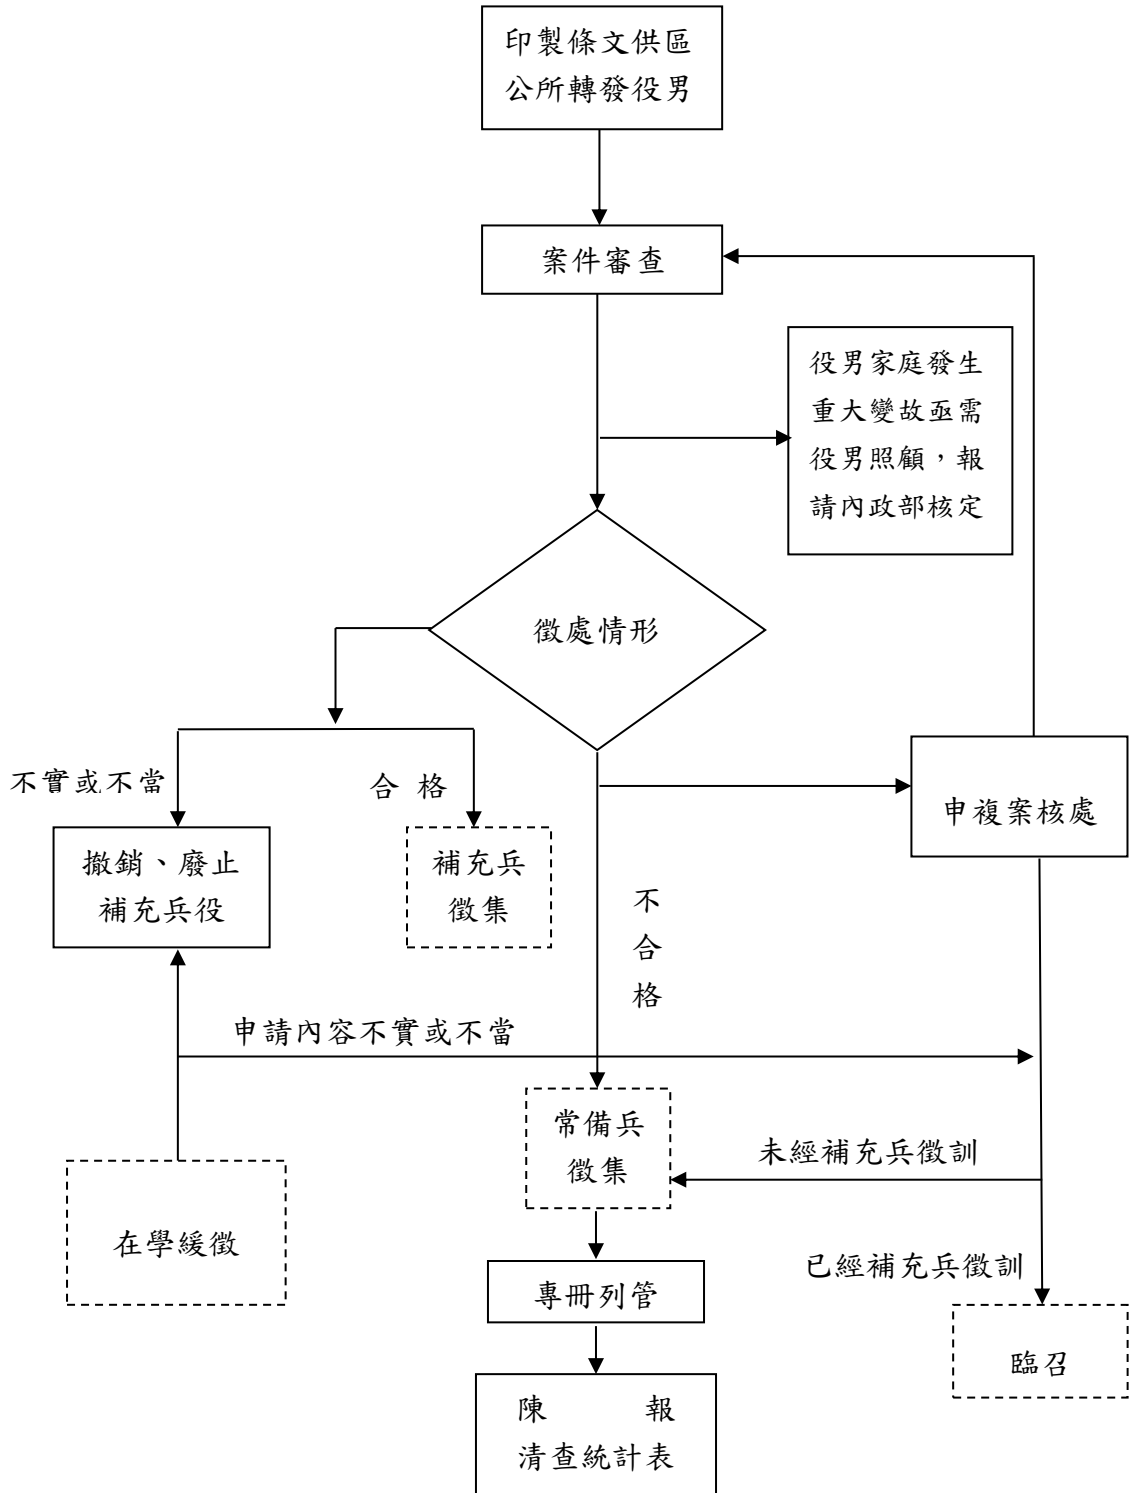 印製條文供區
公所轉發役男
案件審查
役男家庭發生
重大變故亟需
役男照顧，報
請內政部核定
徵處情形
不實或不當
合 格
申複案核處
撤銷、廢止
補充兵役
補充兵
徵集
不
合
格
申請內容不實或不當
常備兵
徵集
未經補充兵徵訓
在學緩徵
已經補充兵徵訓
專冊列管
臨召
陳 報
清查統計表